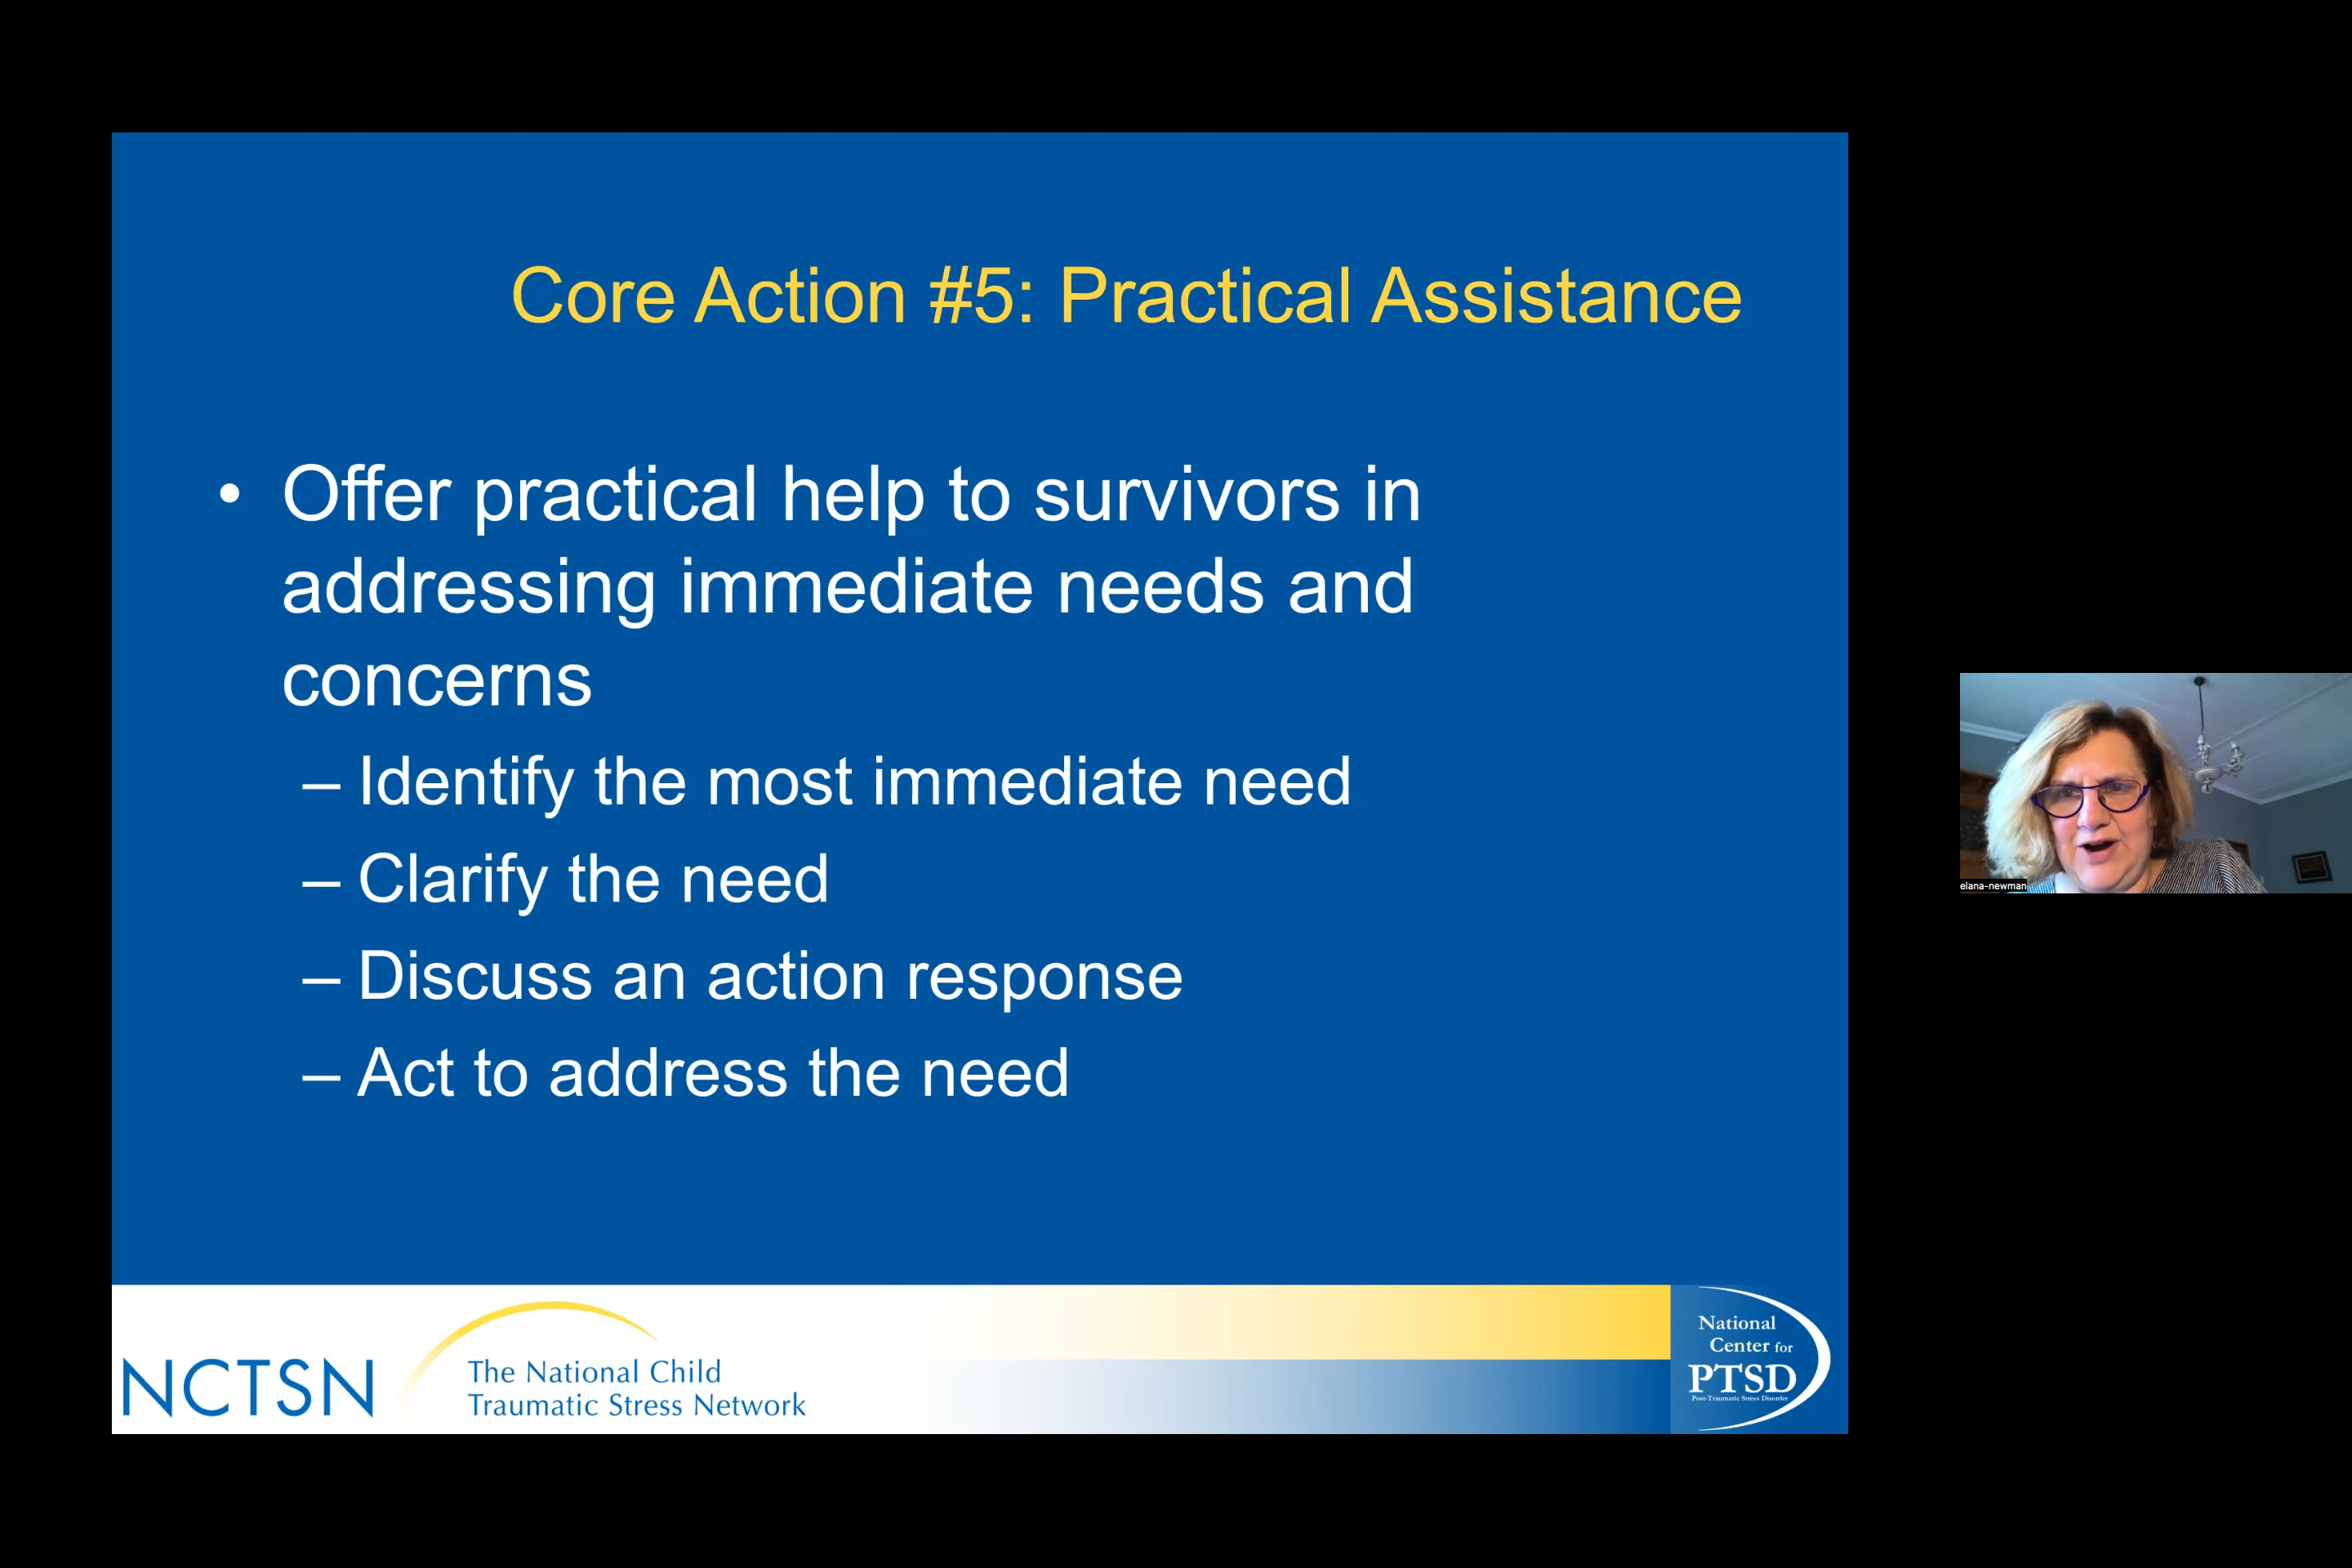 Core Action #5: Practical Assistance
• Offer practical help to survivors in
addressing immediate needs and
concerns
– Identify the most immediate need
– Clarify the need
– Discuss an action response
– Act to address the need
elana-newman
NCTSN
The National Child
Traumatic Stress Network
National
Center for
PTSD
Post-Traumatic Stress Disorder